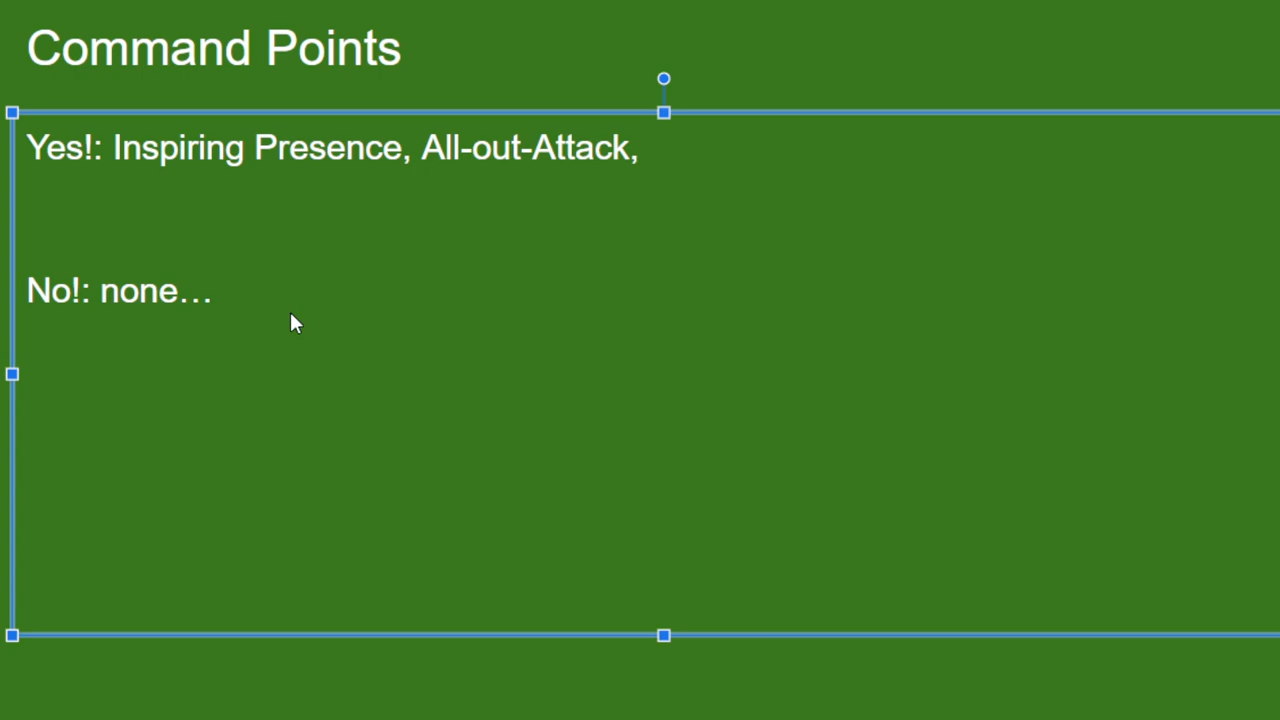 Command Points
Yes!: Inspiring Presence, All-out-Attack,
No!: none…